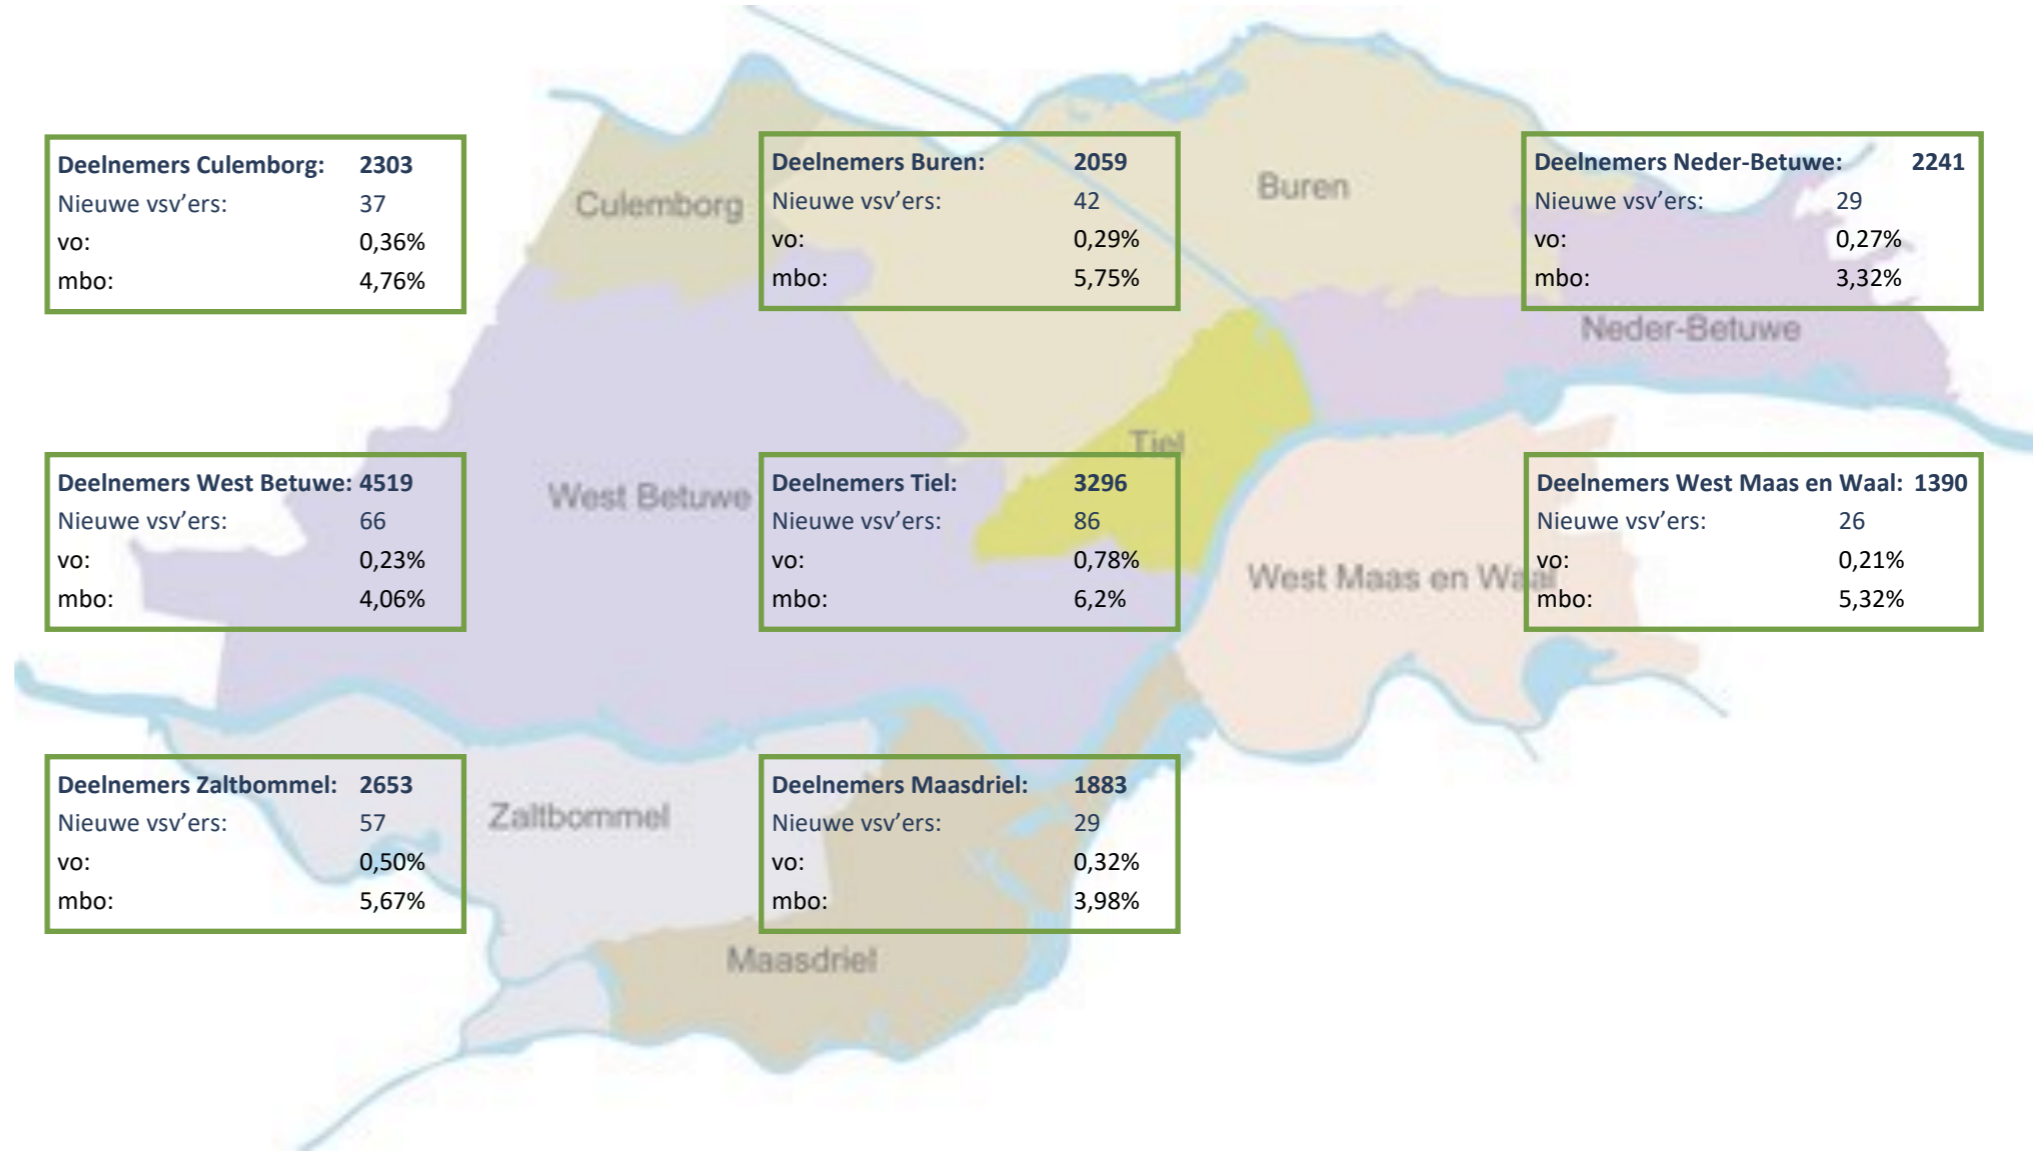 Deelnemers Culemborg: 2303
Nieuwe vsv'ers: 37
vo: 0,36%
mbo: 4,76%
Culemborg
Deelnemers Buren: 2059
Nieuwe vsv'ers: 42
vo: 0,29%
mbo: 5,75%
Buren
Deelnemers Neder-Betuwe: 2241
Nieuwe vsv'ers: 29
vo: 0,27%
mbo: 3,32%
Neder-Betuwe
Deelnemers West Betuwe: 4519
Nieuwe vsv'ers: 66
vo: 0,23%
mbo: 4,06%
West Betuwe
Tiel
Deelnemers Tiel: 3296
Nieuwe vsv'ers: 86
vo: 0,78%
mbo: 6,2%
West Maas en Waal
Deelnemers West Maas en Waal: 1390
Nieuwe vsv'ers: 26
vo: 0,21%
mbo: 5,32%
Deelnemers Zaltbommel: 2653
Nieuwe vsv'ers: 57
vo: 0,50%
mbo: 5,67%
Zaltbommel
Deelnemers Maasdriel: 1883
Nieuwe vsv'ers: 29
vo: 0,32%
mbo: 3,98%
Maasdriel